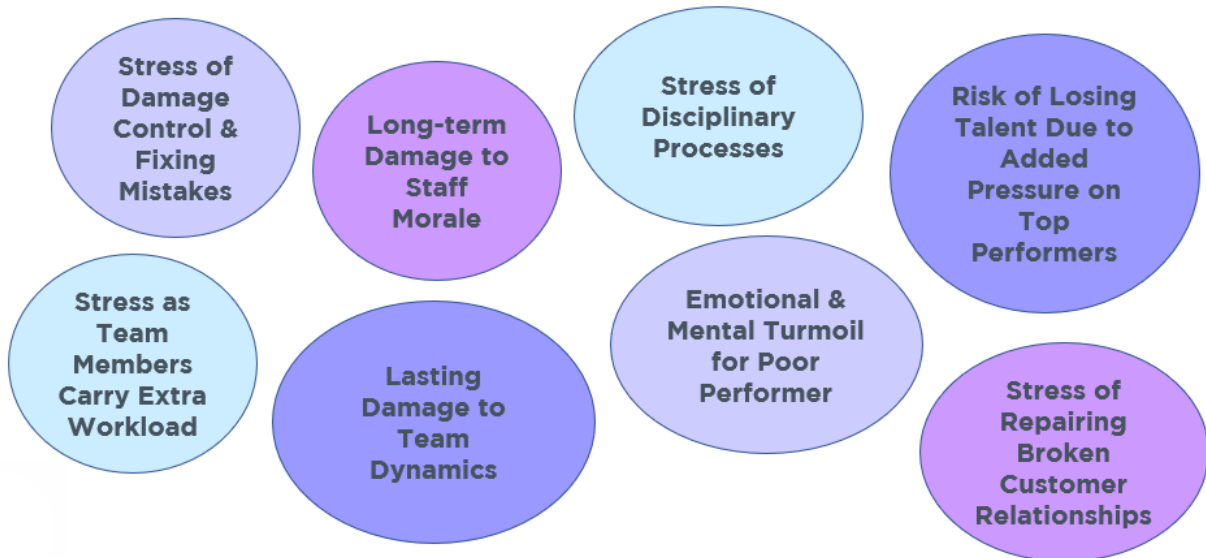 Stress of
Damage
Control &
Fixing
Mistakes
Long-term
Damage to
Staff
Morale
Stress of
Disciplinary
Processes
Risk of Losing
Talent Due to
Added
Pressure on
Top
Performers
Stress as
Team
Members
Carry Extra
Workload
Lasting
Damage to
Team
Dynamics
Emotional &
Mental Turmoil
for Poor
Performer
Stress of
Repairing
Broken
Customer
Relationships